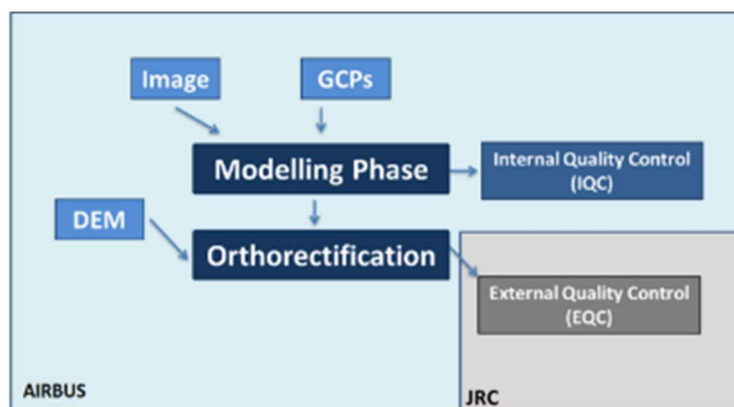 Image
GCPs
Modelling Phase
Internal Quality Control
(IQC)
DEM
Orthorectification
External Quality Control
(EQC)
AIRBUS
JRC